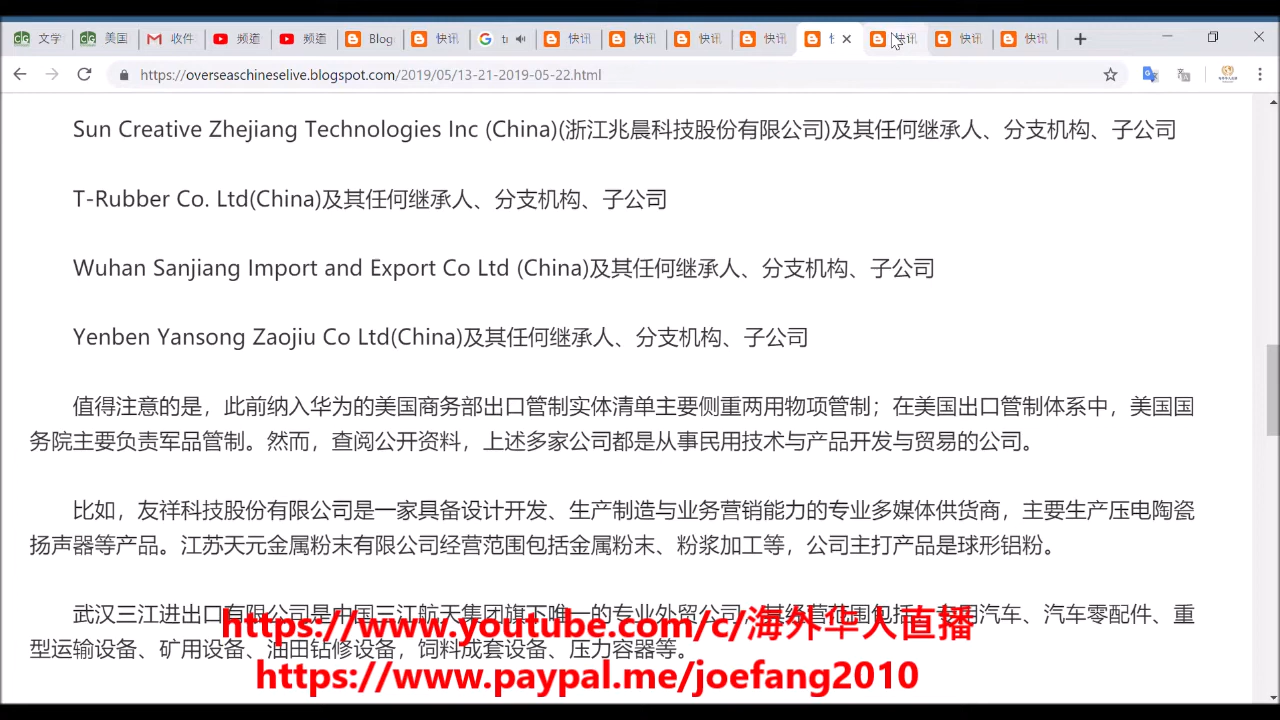 文学
美国
收件
频道
频道
Blog
快讯
快讯
快讯
快讯
快讯
快讯
快讯
快讯
https://overseaschineselive.blogspot.com/2019/05/13-21-2019-05-22.html
Sun Creative Zhejiang Technologies Inc (China)(浙江兆晨科技股份有限公司)及其任何继承人、分支机构、子公司
T-Rubber Co. Ltd(China)及其任何继承人、分支机构、子公司
Wuhan Sanjiang Import and Export Co Ltd (China)及其任何继承人、分支机构、子公司
Yenben Yansong Zaojiu Co Ltd(China)及其任何继承人、分支机构、子公司
值得注意的是，此前纳入华为的美国商务部出口管制实体清单主要侧重两用物项管制；在美国出口管制体系中，美国国
务院主要负责军品管制。然而，查阅公开资料，上述多家公司都是从事民用技术与产品开发与贸易的公司。
比如，友祥科技股份有限公司是一家具备设计开发、生产制造与业务营销能力的专业多媒体供货商，主要生产压电陶瓷
扬声器等产品。江苏天元金属粉末有限公司经营范围包括金属粉末、粉浆加工等，公司主打产品是球形铝粉。
武汉三江进出口有限公司是中国三江航天集团旗下唯一的专业外贸公司，其经营范围包括：专用汽车、汽车零配件、重
型运输设备、矿用设备、油田钻修设备，饲料成套设备、压力容器等。
https://www.youtube.com/c/海外华人直播
https://www.paypal.me/joefang2010